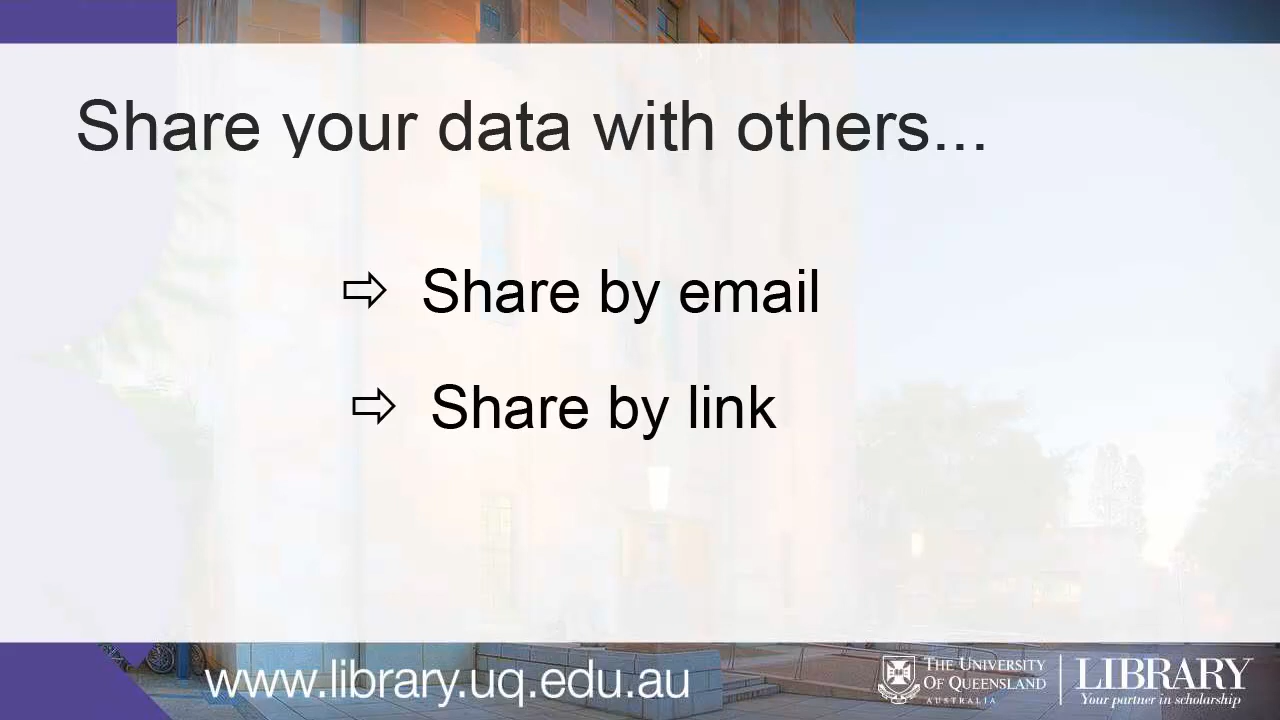 Share your data with others...
⇨ Share by email
⇨ Share by link
www.library.uq.edu.au
THE UNIVERSITY
OF QUEENSLAND
AUSTRALIA
LIBRARY
Your partner in scholarship